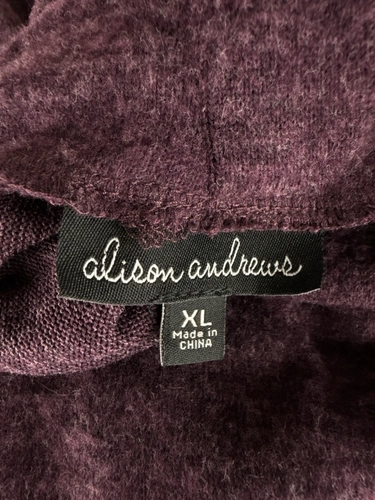 alison andrews
XL
Made in
CHINA